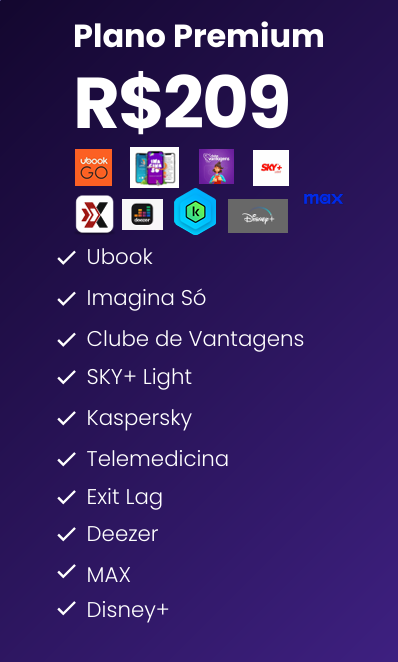 Plano Premium
R$209
ubook
GO
SKY+
max
deezer
Disney+
Ubook
Imagina Só
Clube de Vantagens
SKY+ Light
Kaspersky
Telemedicina
Exit Lag
Deezer
MAX
Disney+